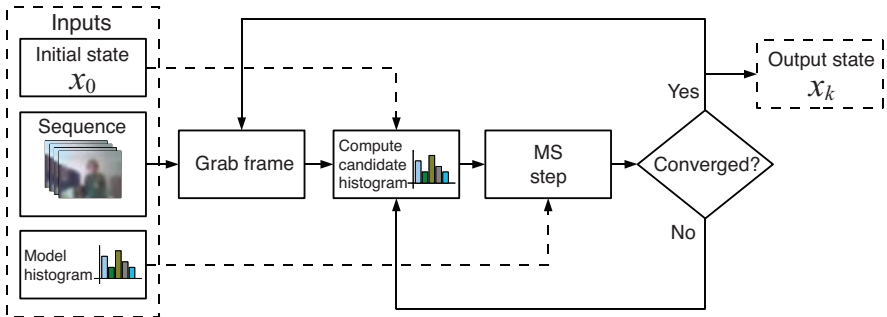 Inputs
Initial state
x0
Sequence
Model
histogram
Grab frame
Compute
candidate
histogram
MS
step
Converged?
Yes
No
Output state
xk